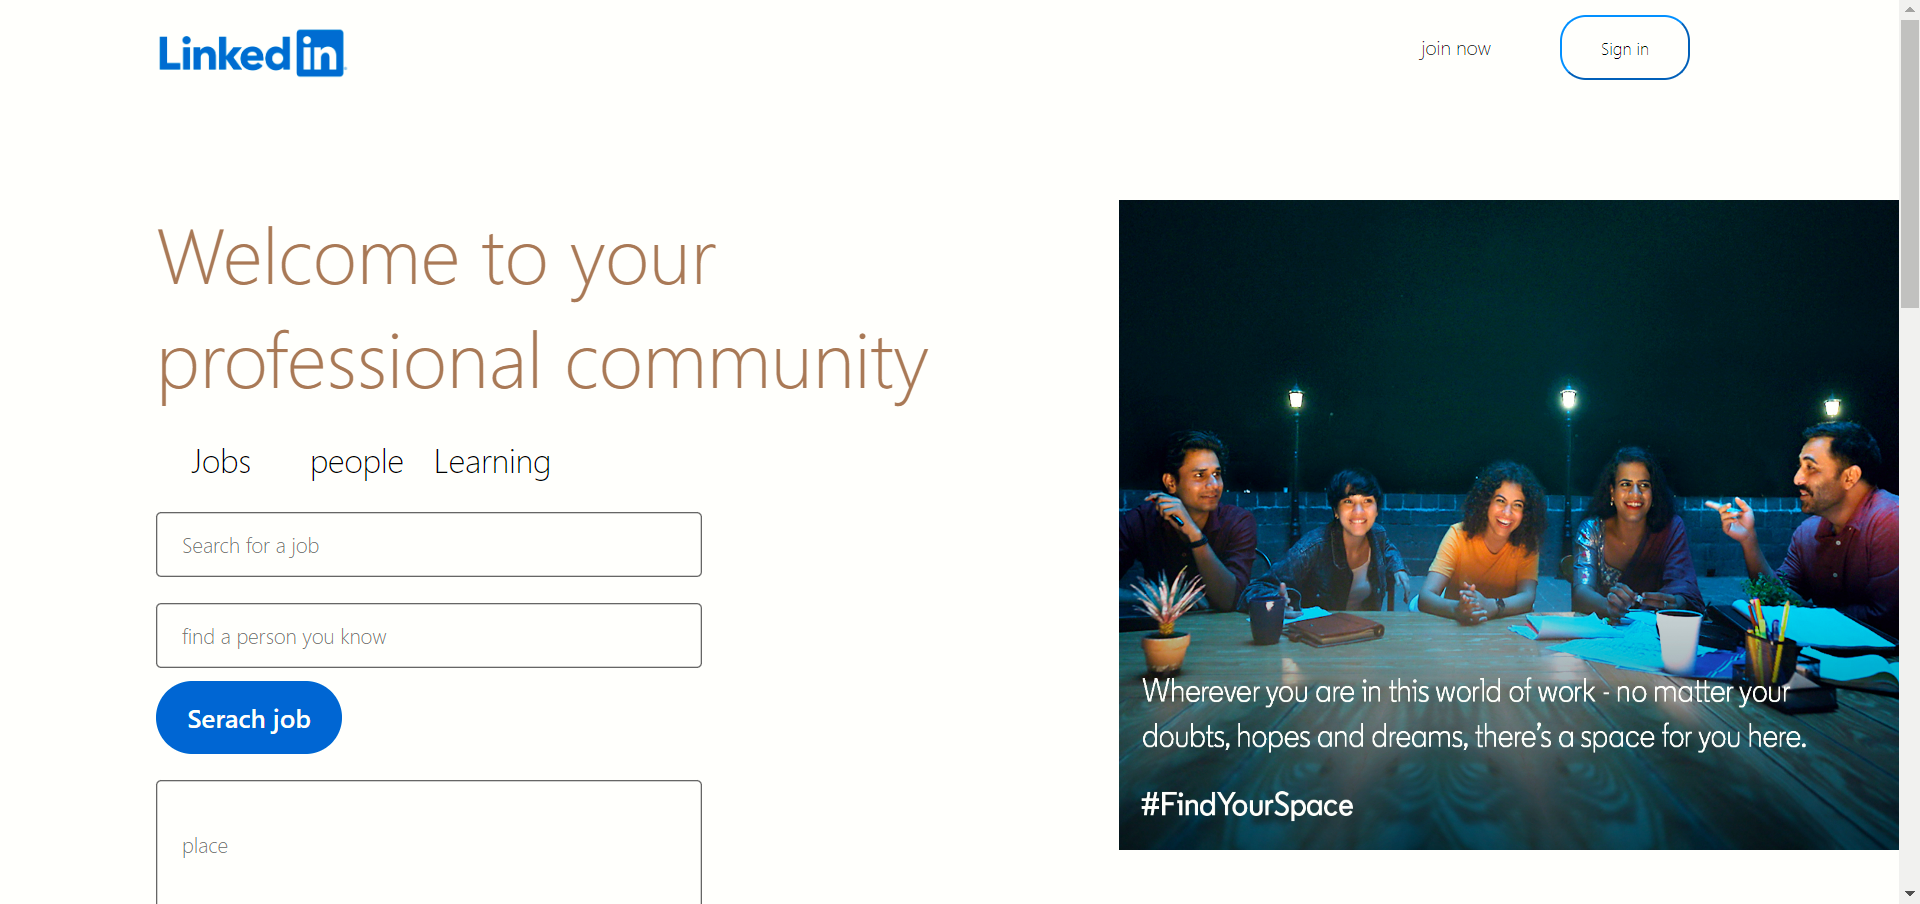 Linkedin
join now
Sign in
Welcome to your
professional community
Jobs people Learning
Search for a job
find a person you know
Serach job
place
Wherever you are in this world of work - no matter your
doubts, hopes and dreams, there's a space for you here.
#FindYourSpace